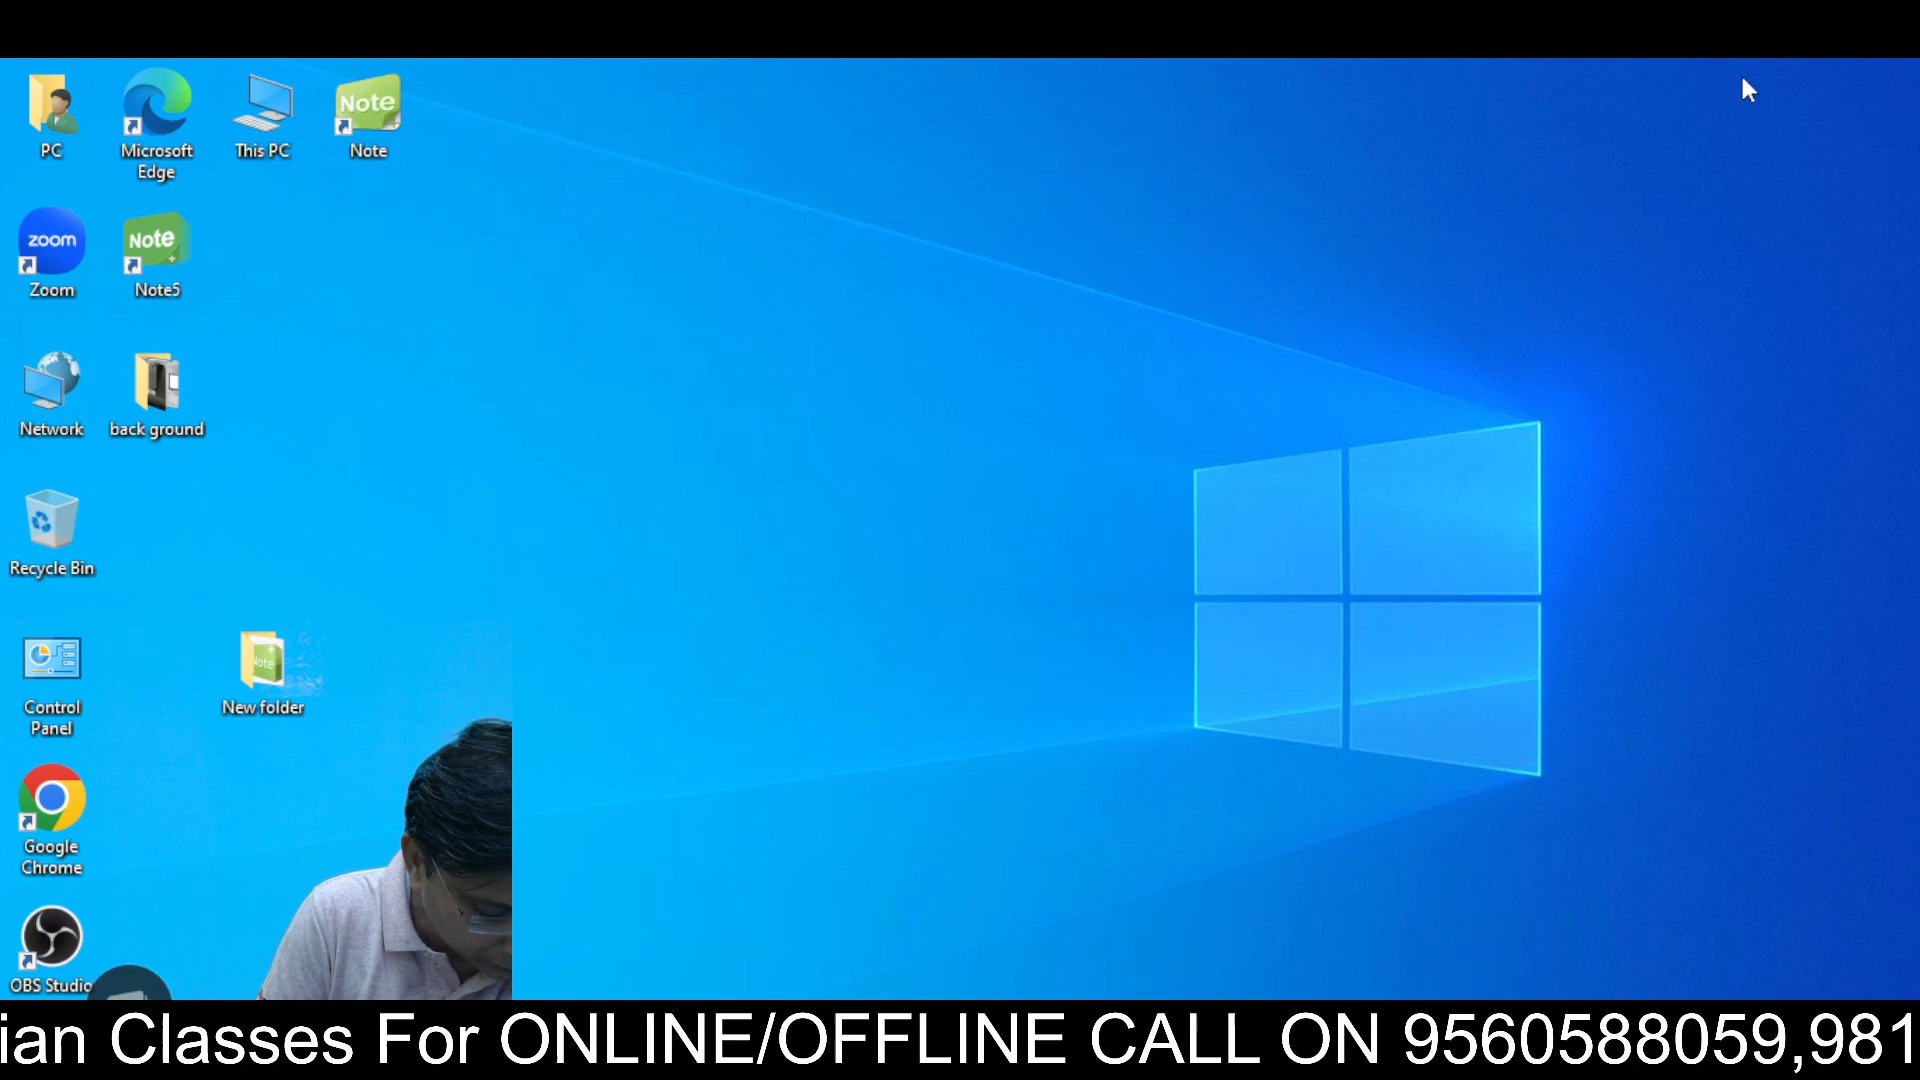 PC
Microsoft
Edge
This PC
Note
Note
zoom
Zoom
Note
Note5
Network
back ground
Recycle Bin
Control
Panel
Note
New folder
Google
Chrome
OBS Studio
ian Classes For ONLINE/OFFLINE CALL ON 9560588059,981